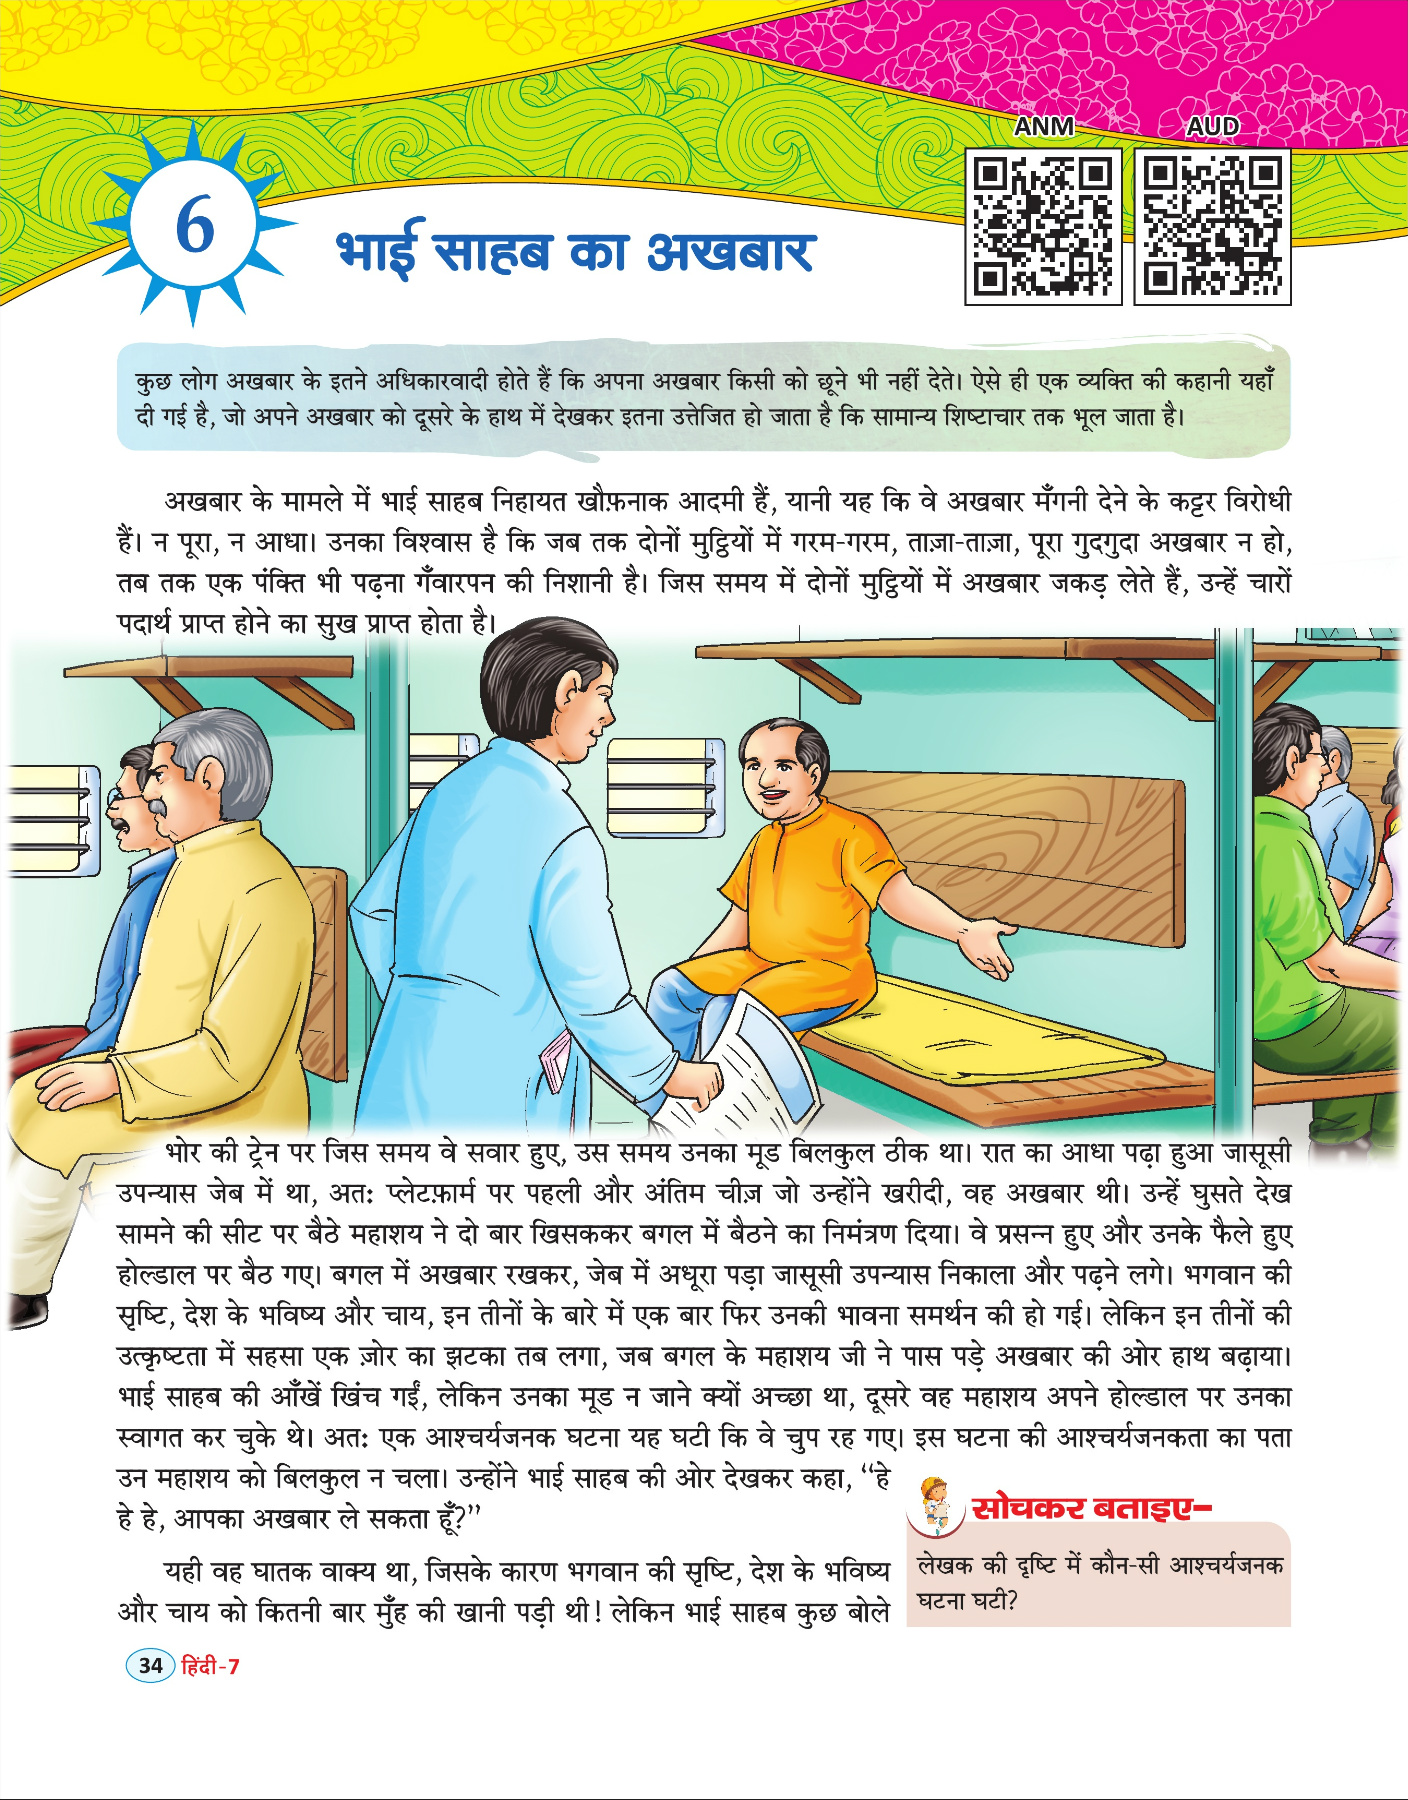 ANM
AUD
6
भाई साहब का अखबार
कुछ लोग अखबार के इतने अधिकारवादी होते हैं कि अपना अखबार किसी को छूने भी नहीं देते। ऐसे ही एक व्यक्ति की कहानी यहाँ
दी गई है, जो अपने अखबार को दूसरे के हाथ में देखकर इतना उत्तेजित हो जाता है कि सामान्य शिष्टाचार तक भूल जाता है।
अखबार के मामले में भाई साहब निहायत खौफ़नाक आदमी हैं, यानी यह कि वे अखबार मँगनी देने के कट्टर विरोधी
हैं। न पूरा, न आधा। उनका विश्वास है कि जब तक दोनों मुट्ठियों में गरम-गरम, ताज़ा-ताज़ा, पूरा गुदगुदा अखबार न हो,
तब तक एक पंक्ति भी पढ़ना गँवारपन की निशानी है। जिस समय में दोनों मुट्ठियों में अखबार जकड़ लेते हैं, उन्हें चारों
पदार्थ प्राप्त होने का सुख प्राप्त होता है।
भोर की ट्रेन पर जिस समय वे सवार हुए, उस समय उनका मूड बिलकुल ठीक था। रात का आधा पढ़ा हुआ जासूसी
उपन्यास जेब में था, अतः प्लेटफ़ार्म पर पहली और अंतिम चीज़ जो उन्होंने खरीदी, वह अखबार थी। उन्हें घुसते देख
सामने की सीट पर बैठे महाशय ने दो बार खिसककर बगल में बैठने का निमंत्रण दिया। वे प्रसन्न हुए और उनके फैले हुए
होल्डाल पर बैठ गए। बगल में अखबार रखकर, जेब में अधूरा पड़ा जासूसी उपन्यास निकाला और पढ़ने लगे। भगवान की
सृष्टि, देश के भविष्य और चाय, इन तीनों के बारे में एक बार फिर उनकी भावना समर्थन की हो गई। लेकिन इन तीनों की
उत्कृष्टता में सहसा एक ज़ोर का झटका तब लगा, जब बगल के महाशय जी ने पास पड़े अखबार की ओर हाथ बढ़ाया।
भाई साहब की आँखें खिंच गईं, लेकिन उनका मूड न जाने क्यों अच्छा था, दूसरे वह महाशय अपने होल्डाल पर उनका
स्वागत कर चुके थे। अतः एक आश्चर्यजनक घटना यह घटी कि वे चुप रह गए। इस घटना की आश्चर्यजनकता का पता
उन महाशय को बिलकुल न चला। उन्होंने भाई साहब की ओर देखकर कहा, “हे
हे हे, आपका अखबार ले सकता हूँ?”
यही वह घातक वाक्य था, जिसके कारण भगवान की सृष्टि, देश के भविष्य
और चाय को कितनी बार मुँह की खानी पड़ी थी! लेकिन भाई साहब कुछ बोले
सोचकर बताइए–
लेखक की दृष्टि में कौन-सी आश्चर्यजनक
घटना घटी?
34 हिंदी-7